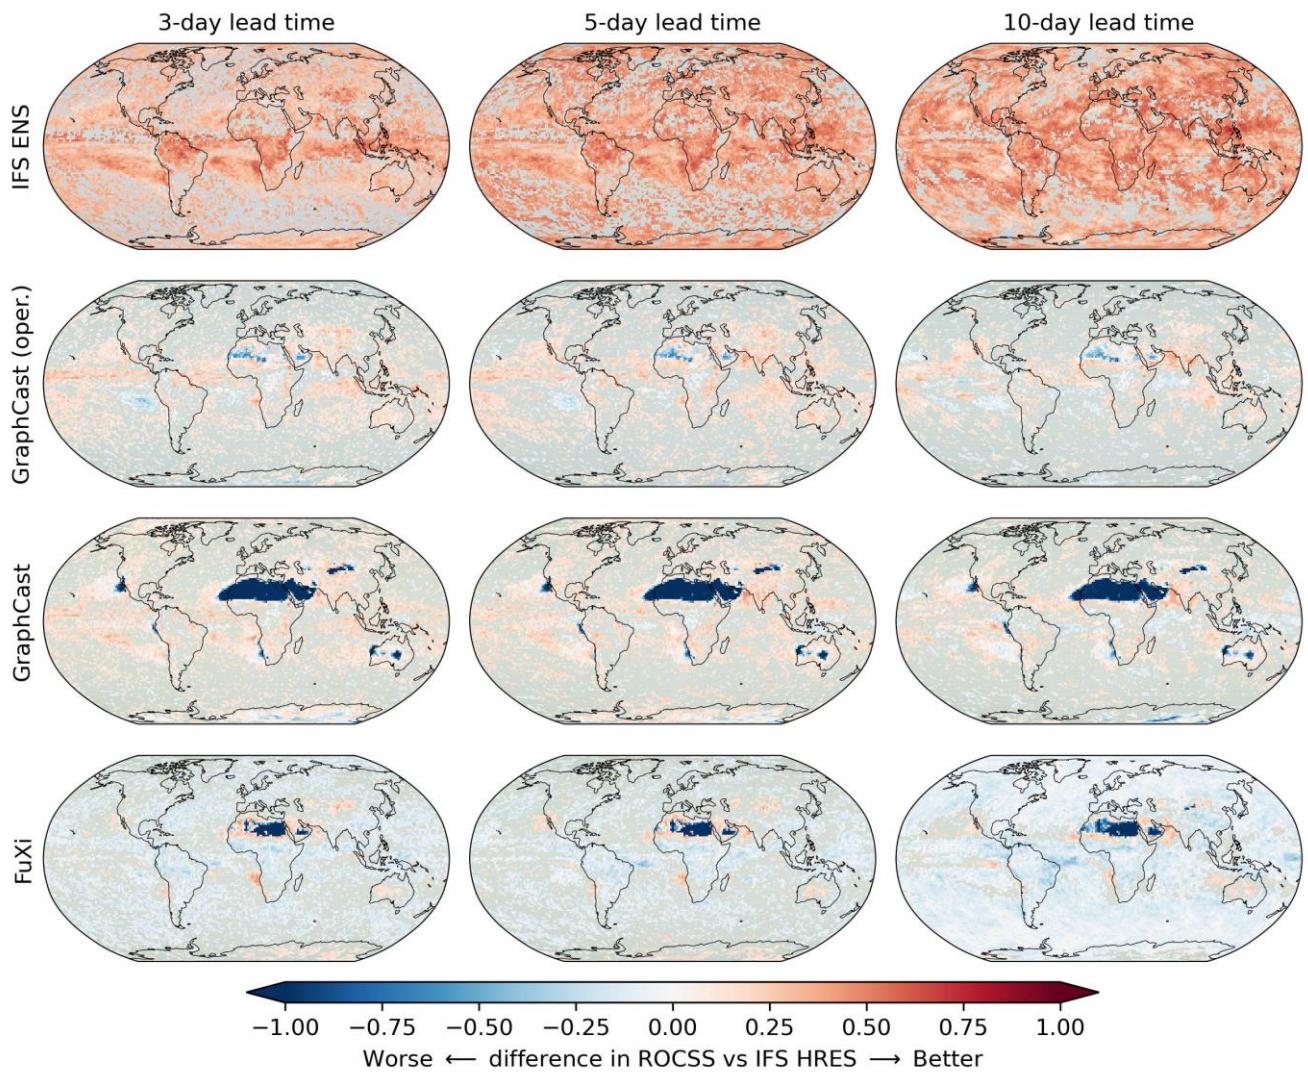 3-day lead time
5-day lead time
10-day lead time
IFS ENS
GraphCast (oper.)
GraphCast
FuXi
−1.00
−0.75
−0.50
−0.25
0.00
0.25
0.50
0.75
1.00
Worse ← difference in ROCSS vs IFS HRES → Better